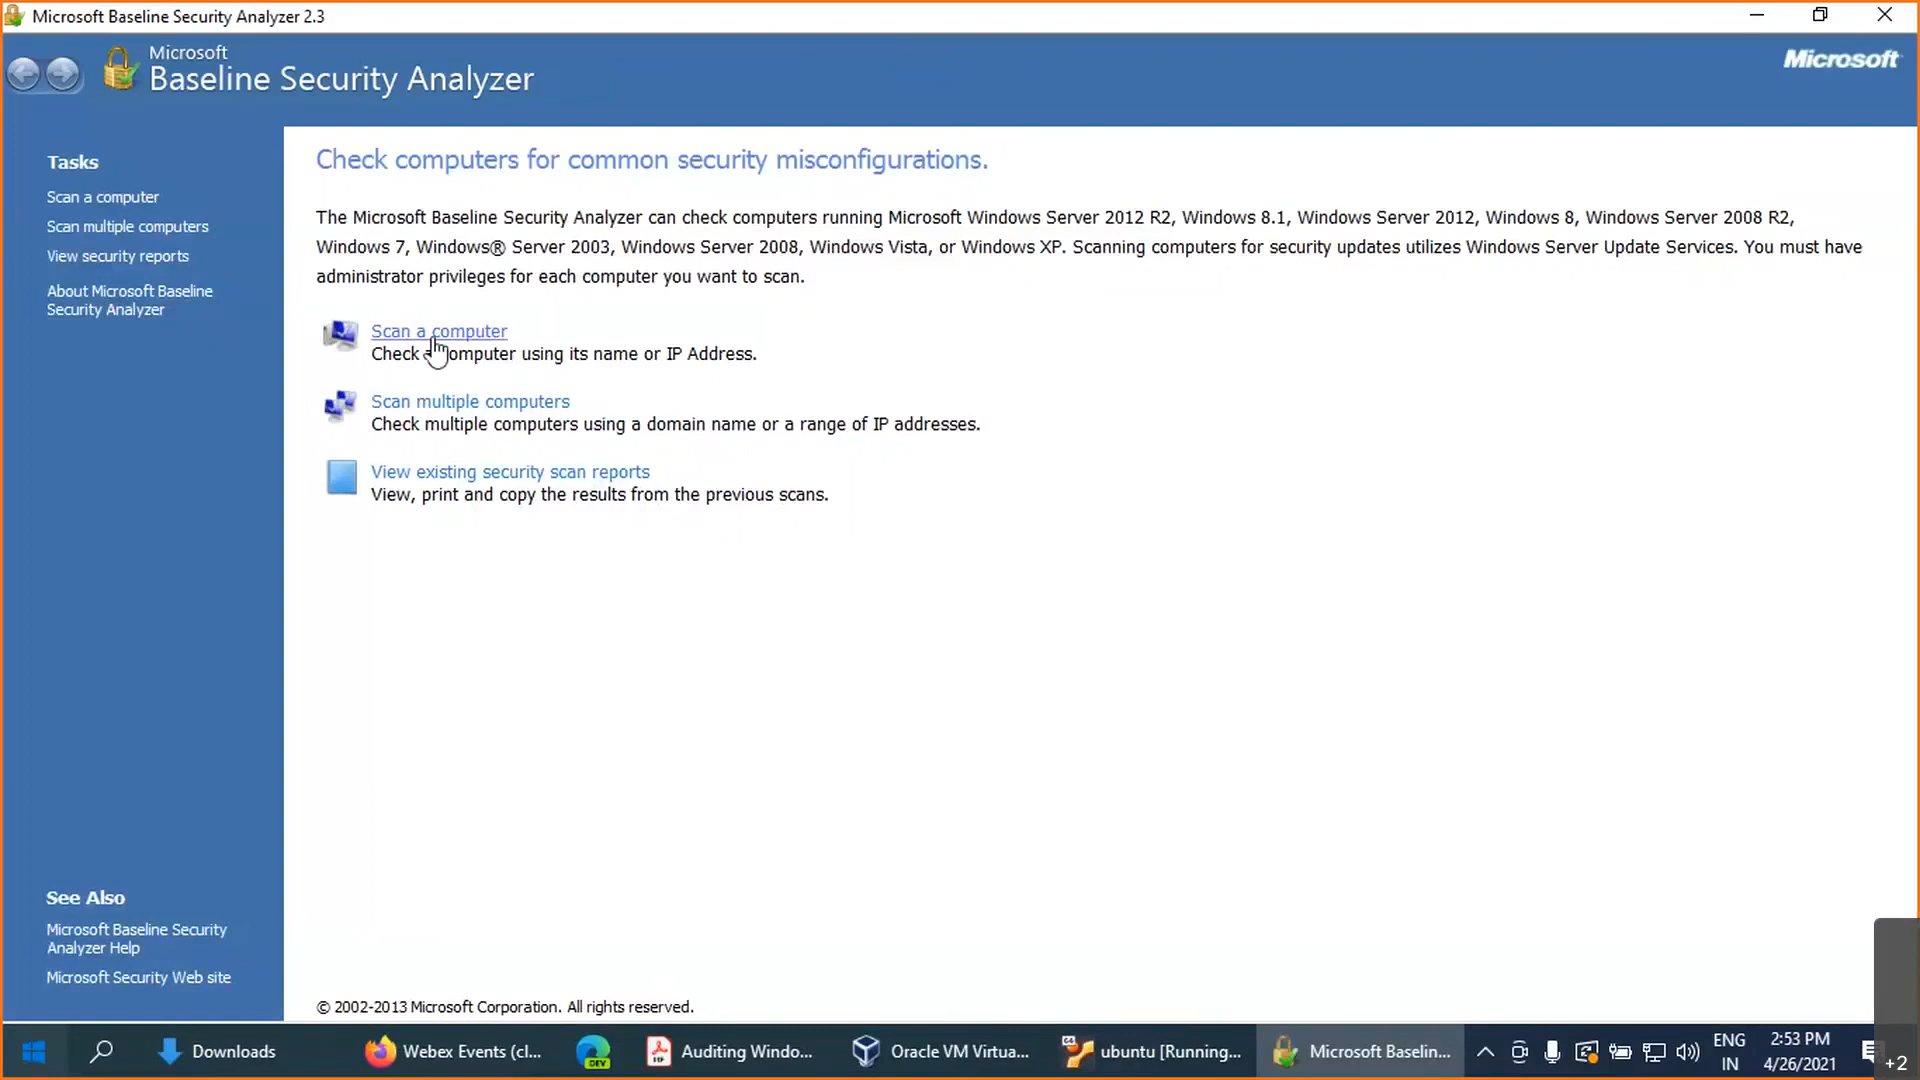 Microsoft Baseline Security Analyzer 2.3
Microsoft
Baseline Security Analyzer
Microsoft
Tasks
Scan a computer
Scan multiple computers
View security reports
About Microsoft Baseline
Security Analyzer
Check computers for common security misconfigurations.
The Microsoft Baseline Security Analyzer can check computers running Microsoft Windows Server 2012 R2, Windows 8.1, Windows Server 2012, Windows 8, Windows Server 2008 R2,
Windows 7, Windows® Server 2003, Windows Server 2008, Windows Vista, or Windows XP. Scanning computers for security updates utilizes Windows Server Update Services. You must have
administrator privileges for each computer you want to scan.
Scan a computer
Check computer using its name or IP Address.
Scan multiple computers
Check multiple computers using a domain name or a range of IP addresses.
View existing security scan reports
View, print and copy the results from the previous scans.
See Also
Microsoft Baseline Security
Analyzer Help
Microsoft Security Web site
© 2002-2013 Microsoft Corporation. All rights reserved.
Downloads
Webex Events (cl...
DEV
PDF
Auditing Windo...
Oracle VM Virtua...
64
ubuntu [Running...
Microsoft Baselin...
ENG
IN
2:53 PM
4/26/2021
+2